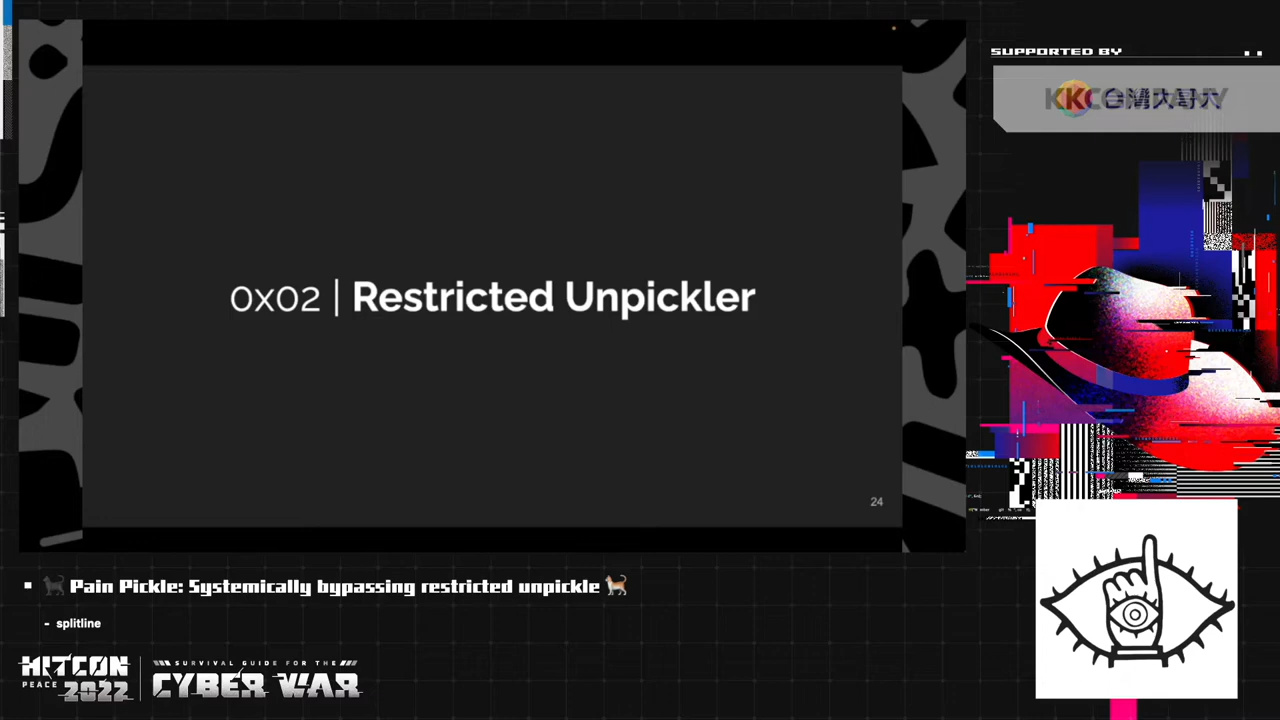 SUPPORTED BY
0x02 | Restricted Unpickler
24
🐈‍⬛ Pain Pickle: Systemically bypassing restricted unpickle 🐈
- splitline
HITCON
PEACE 2022
SURVIVAL GUIDE FOR THE
CYBER WAR